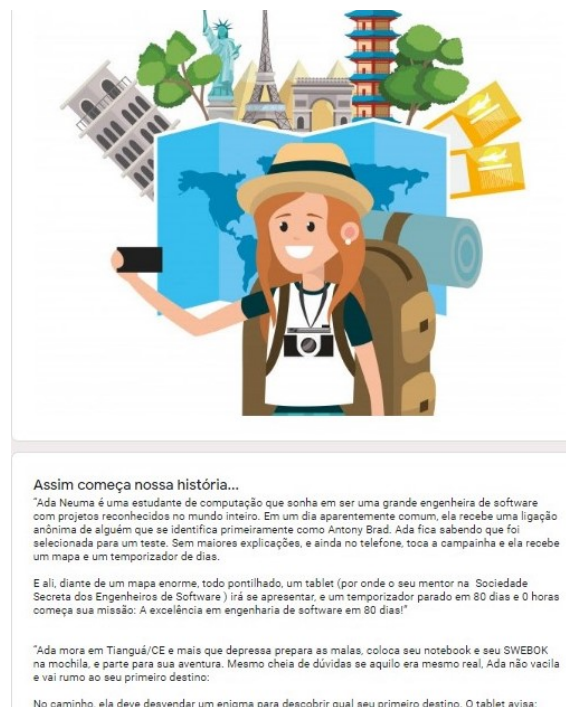 Assim começa nossa história...
"Ada Neuma é uma estudante de computação que sonha em ser uma grande engenheira de software
com projetos reconhecidos no mundo inteiro. Em um dia aparentemente comum, ela recebe uma ligação
anônima de alguém que se identifica primeiramente como Antony Brad. Ada fica sabendo que foi
selecionada para um teste. Sem maiores explicações, e ainda no telefone, toca a campainha e ela recebe
um mapa e um temporizador de dias.
E ali, diante de um mapa enorme, todo pontilhado, um tablet (por onde o seu mentor na Sociedade
Secreta dos Engenheiros de Software ) irá se apresentar, e um temporizador parado em 80 dias e 0 horas
começa sua missão: A excelência em engenharia de software em 80 dias!"
"Ada mora em Tianguá/CE e mais que depressa prepara as malas, coloca seu notebook e seu SWEBOK
na mochila, e parte para sua aventura. Mesmo cheia de dúvidas se aquilo era mesmo real, Ada não vacila
e vai rumo ao seu primeiro destino:
No caminho, ela deve desvendar um enigma para descobrir qual seu primeiro destino. O tablet avisa: